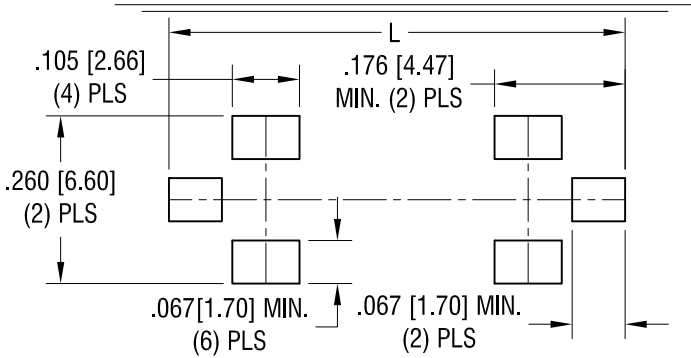 L
.105 [2.66]
(4) PLS
.176 [4.47]
MIN. (2) PLS
.260 [6.60]
(2) PLS
.067[1.70] MIN.
(6) PLS
.067 [1.70] MIN.
(2) PLS